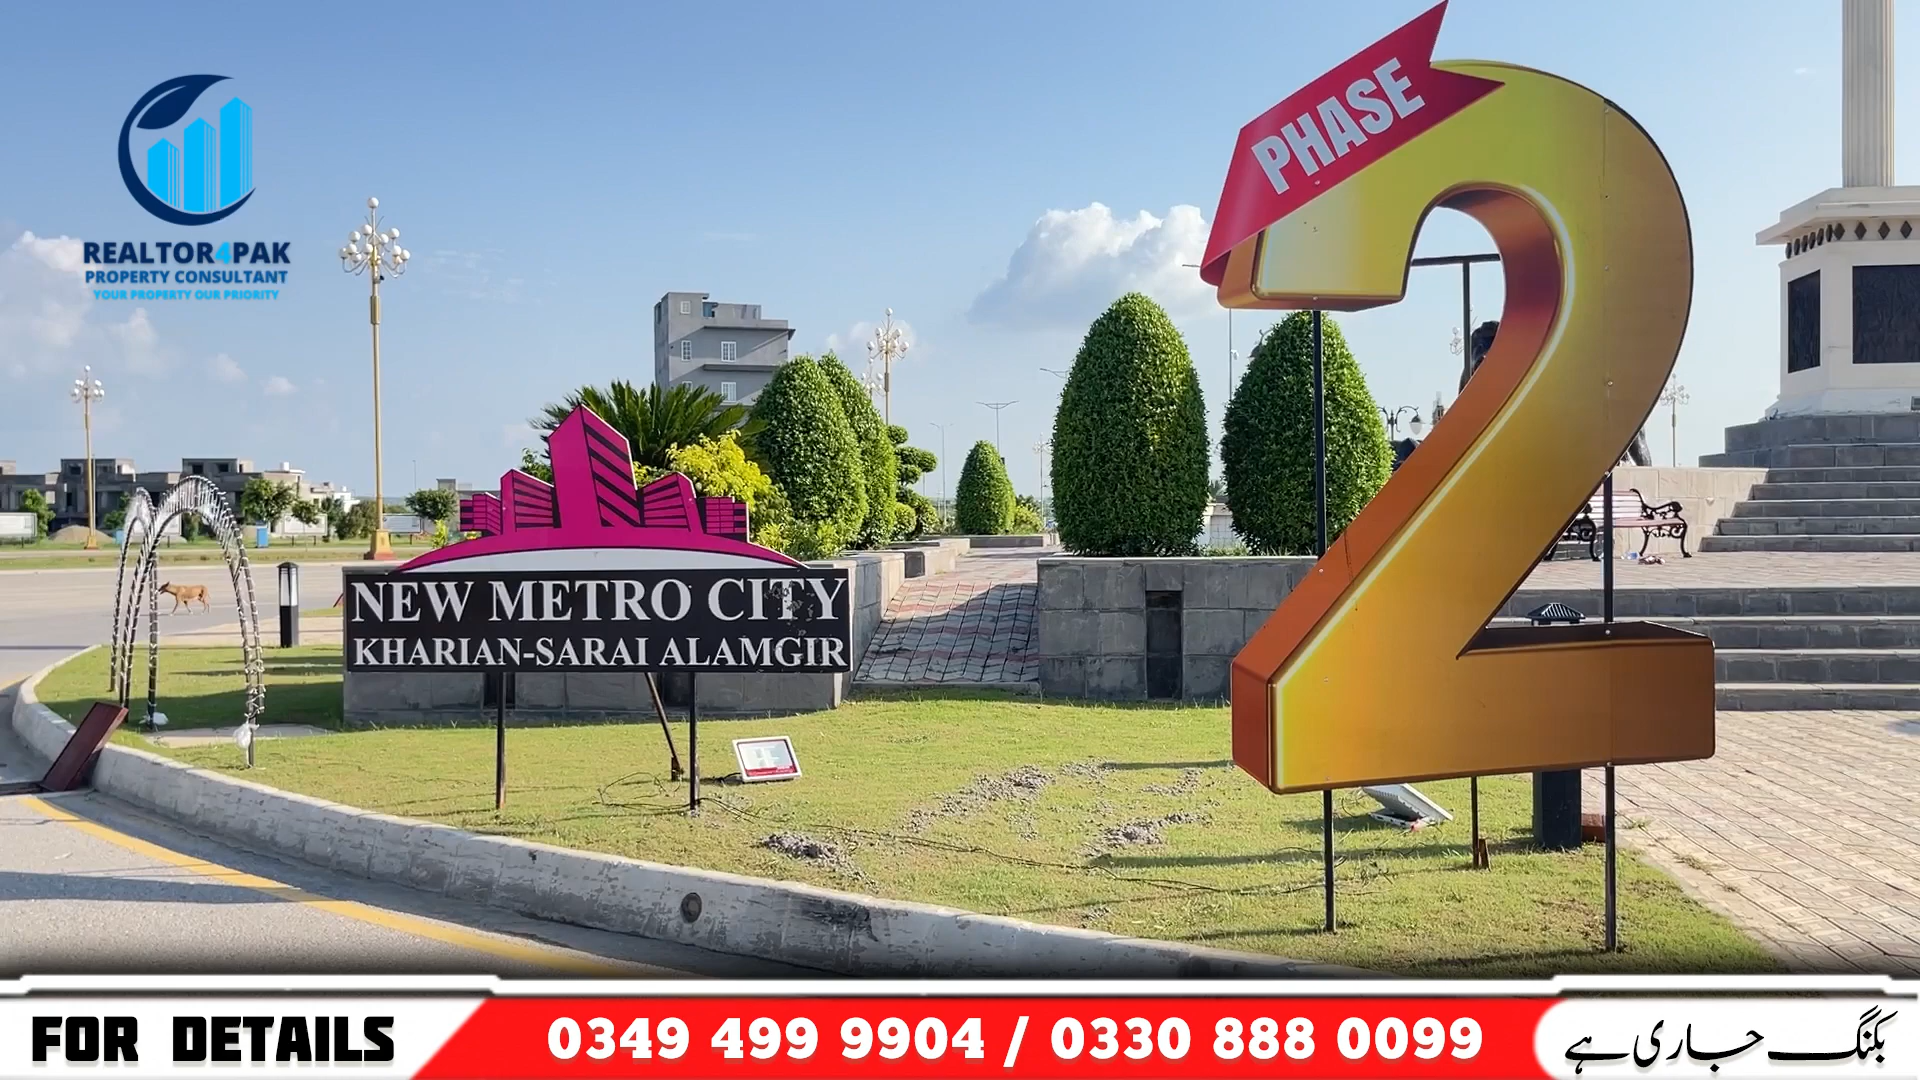 REALTOR4PAK
PROPERTY CONSULTANT
YOUR PROPERTY OUR PRIORITY
PHASE
2
NEW METRO CITY
KHARIAN-SARAI ALAMGIR
FOR DETAILS
0349 499 9904 / 0330 888 0099
بکنگ جاری ہے